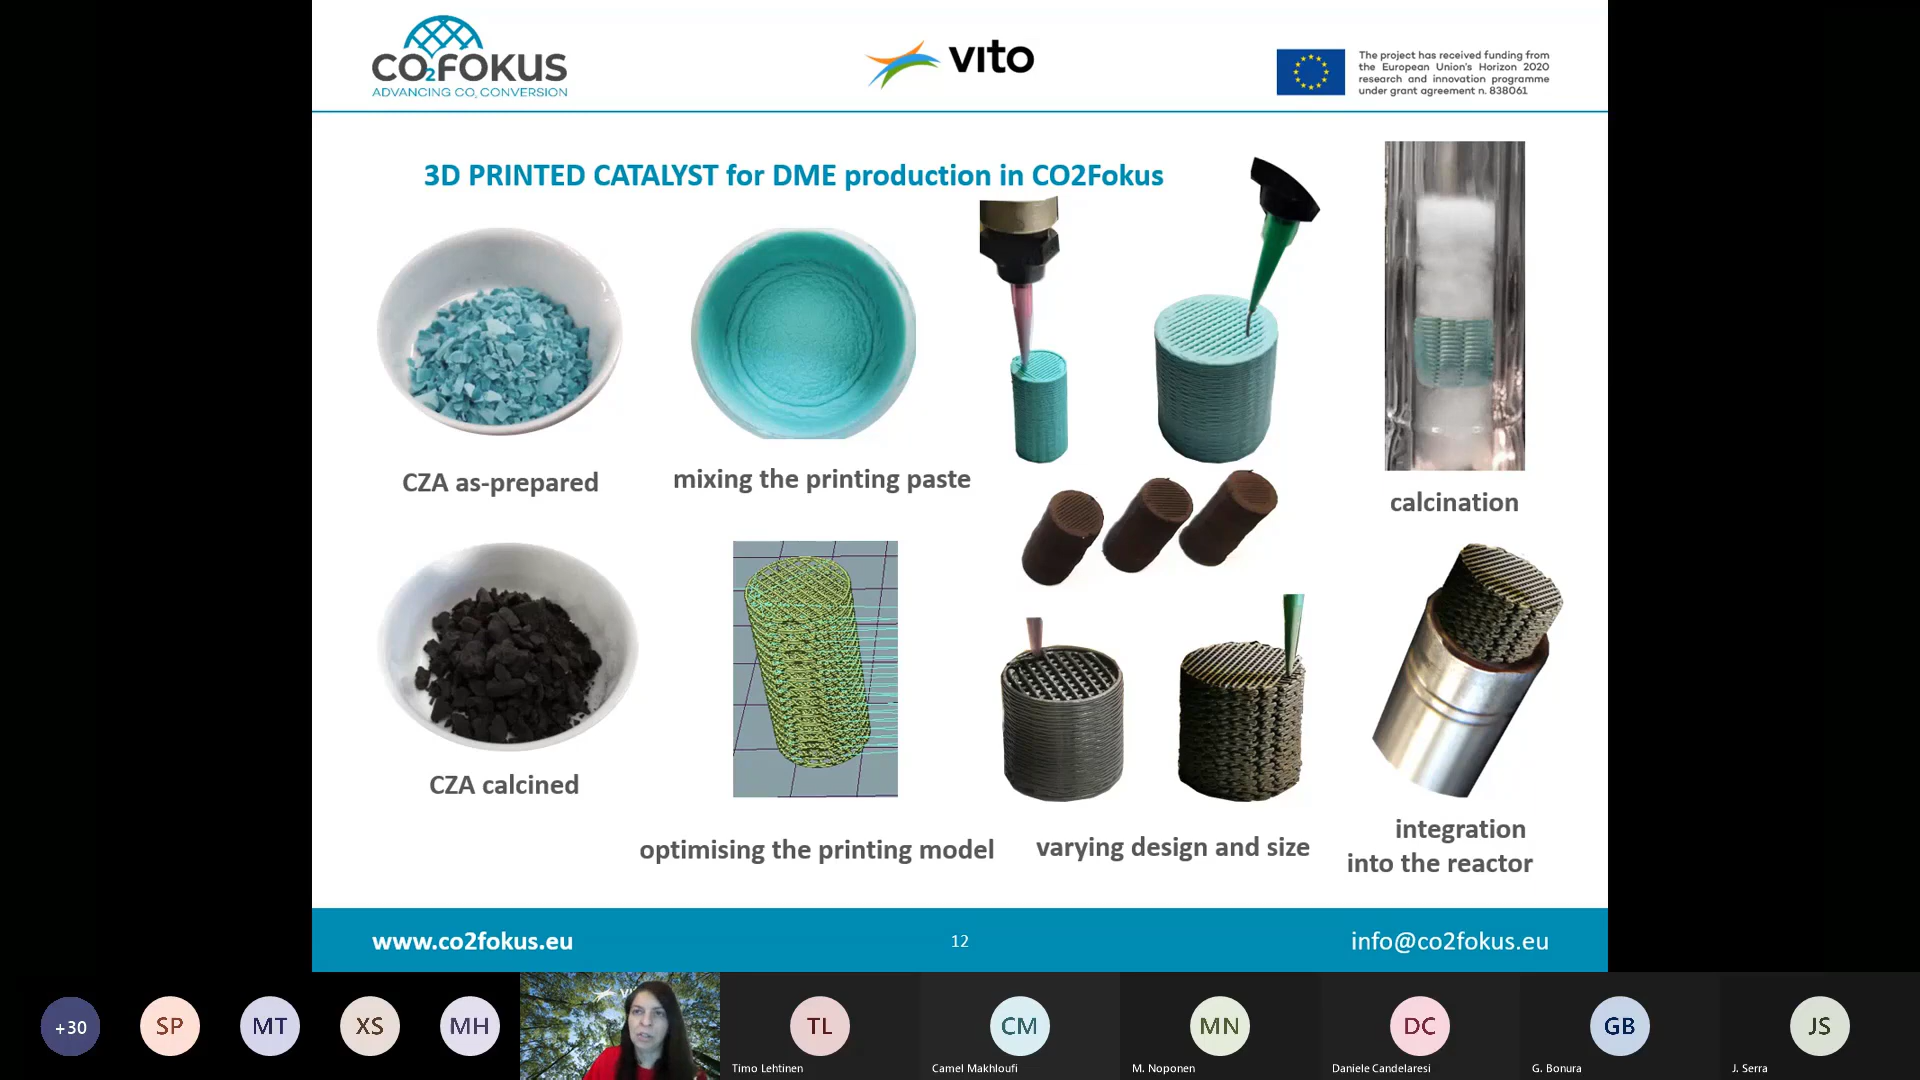 CO2FOKUS
ADVANCING CO2 CONVERSION
vito
The project has received funding from
the European Union's Horizon 2020
research and innovation programme
under grant agreement n. 838061
3D PRINTED CATALYST for DME production in CO2Fokus
CZA as-prepared
mixing the printing paste
calcination
CZA calcined
optimising the printing model
varying design and size
integration
into the reactor
www.co2fokus.eu
12
info@co2fokus.eu
+30
SP
MT
XS
MH
TL
CM
MN
DC
GB
JS
Timo Lehtinen
Camel Makhloufi
M. Noponen
Daniele Candelaresi
G. Bonura
J. Serra